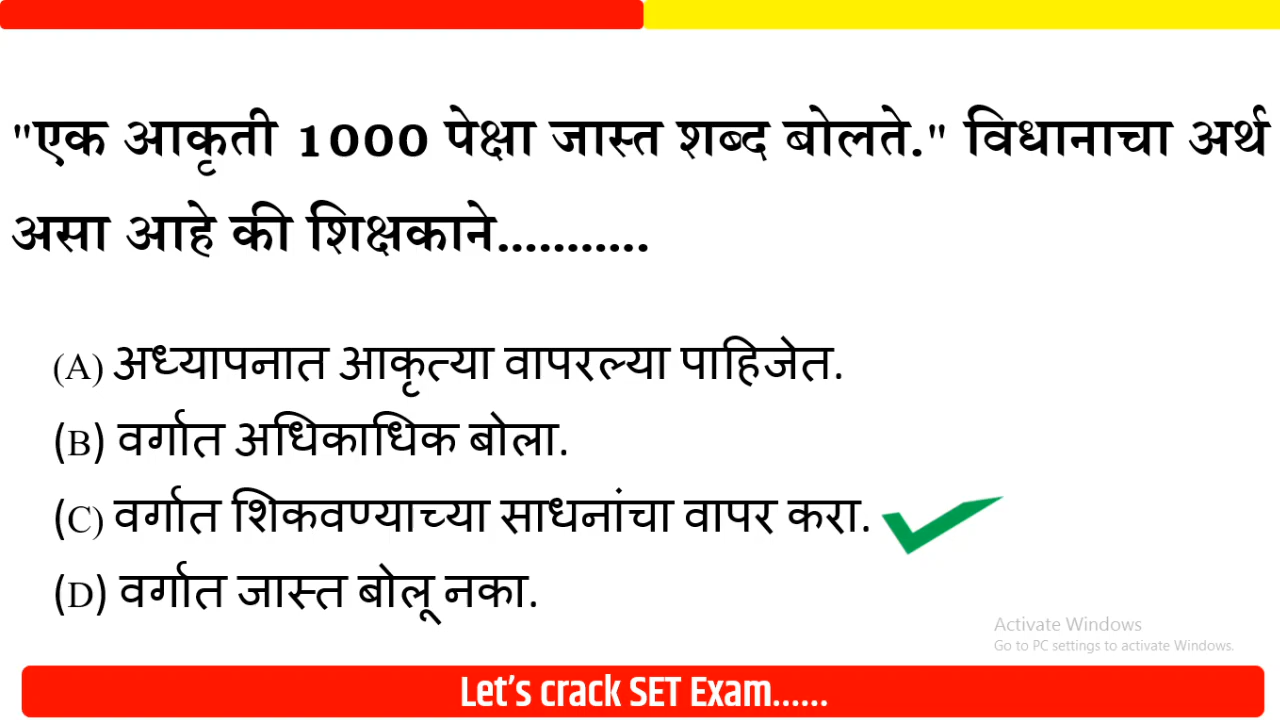 "एक आकृती 1000 पेक्षा जास्त शब्द बोलते." विधानाचा अर्थ
असा आहे की शिक्षकाने...........
(A) अध्यापनात आकृत्या वापरल्या पाहिजेत.
(B) वर्गात अधिकाधिक बोला.
(C) वर्गात शिकवण्याच्या साधनांचा वापर करा.
(D) वर्गात जास्त बोलू नका.
Activate Windows
Go to PC settings to activate Windows.
Let's crack SET Exam......